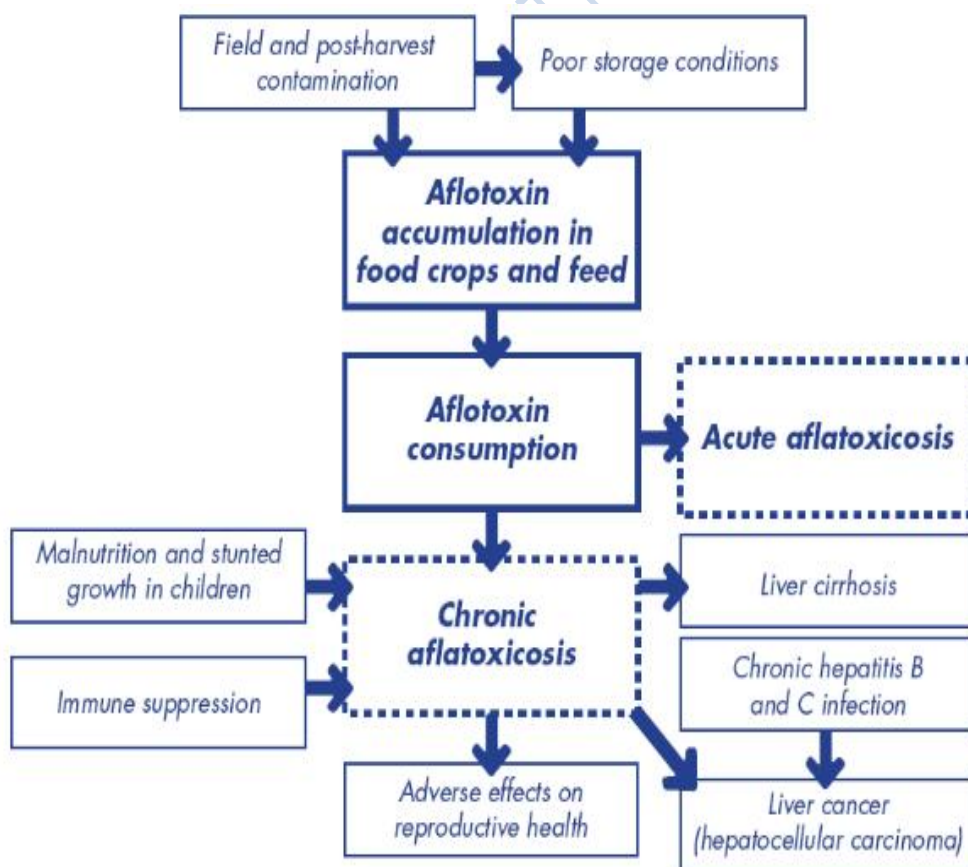 Field and post-harvest
contamination
Poor storage conditions
Aflotoxin
accumulation in
food crops and feed
Aflotoxin
consumption
Acute aflatoxicosis
Malnutrition and stunted
growth in children
Chronic
aflatoxicosis
Liver cirrhosis
Immune suppression
Chronic hepatitis B
and C infection
Adverse effects on
reproductive health
Liver cancer
(hepatocellular carcinoma)